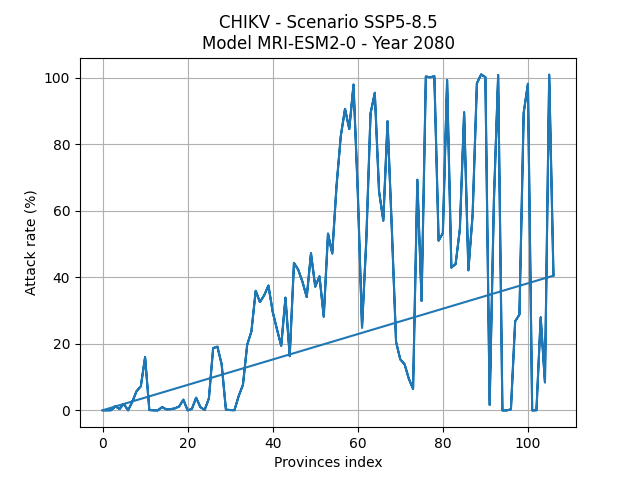 CHIKV - Scenario SSP5-8.5
Model MRI-ESM2-0 - Year 2080
Attack rate (%)
100
80
60
40
20
0
0 20 40 60 80 100
Provinces index